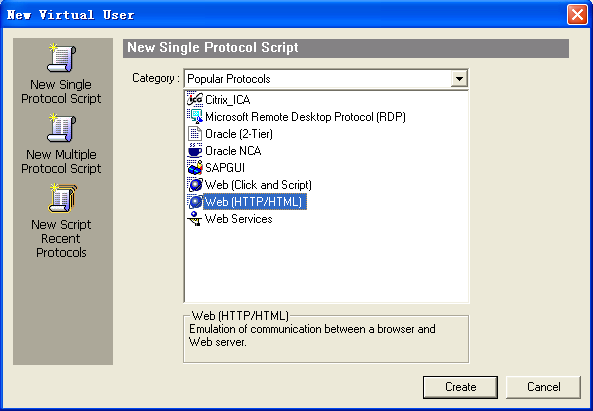 New Virtual User
New Single
Protocol Script
New Multiple
Protocol Script
New Script
Recent
Protocols
New Single Protocol Script
Category : Popular Protocols
Citrix_ICA
Microsoft Remote Desktop Protocol (RDP)
Oracle (2-Tier)
Oracle NCA
SAPGUI
Web (Click and Script)
Web (HTTP/HTML)
Web Services
Web (HTTP/HTML)
Emulation of communication between a browser and
Web server.
Create Cancel